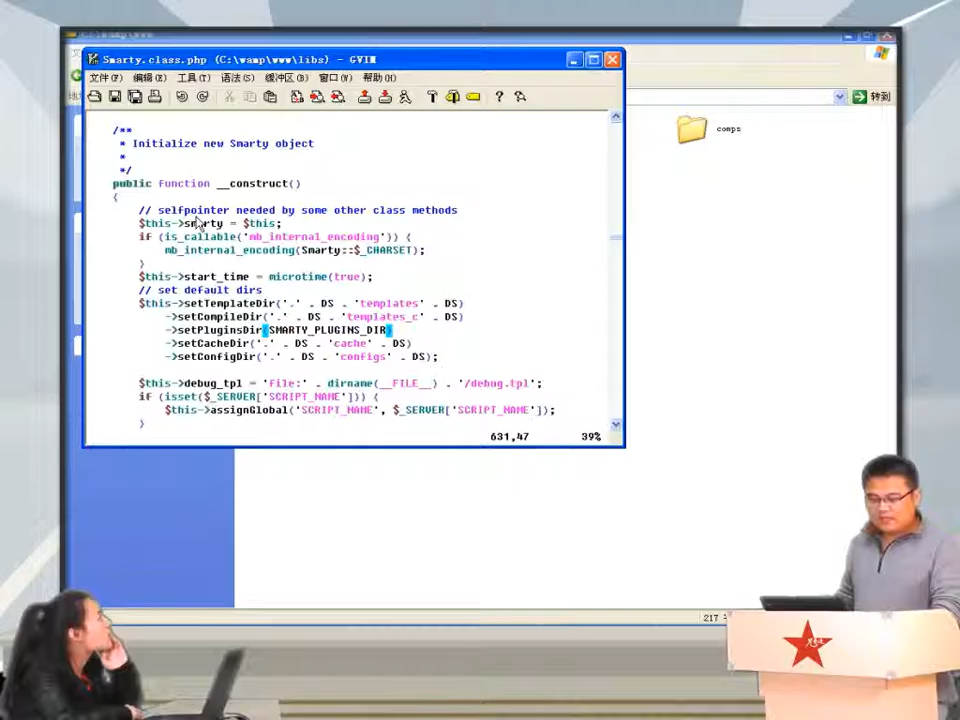 Smarty.class.php (C:\wamp\www\libs) - GVIM
文件(F) 编辑(E) 工具(T) 语法(S) 缓冲区(B) 窗口(W) 帮助(H)
转到
comps
/**
* Initialize new Smarty object
*
*/
public function __construct()
{
// selfpointer needed by some other class methods
$this->smarty = $this;
if (is_callable('mb_internal_encoding')) {
mb_internal_encoding(Smarty::$_CHARSET);
}
$this->start_time = microtime(true);
// set default dirs
$this->setTemplateDir('.' . DS . 'templates' . DS)
->setCompileDir('.' . DS . 'templates_c' . DS)
->setPluginsDir(SMARTY_PLUGINS_DIR)
->setCacheDir('.' . DS . 'cache' . DS)
->setConfigDir('.' . DS . 'configs' . DS);
$this->debug_tpl = 'file:' . dirname(__FILE__) . '/debug.tpl';
if (isset($_SERVER['SCRIPT_NAME'])) {
$this->assignGlobal('SCRIPT_NAME', $_SERVER['SCRIPT_NAME']);
}
631,47 39%
217